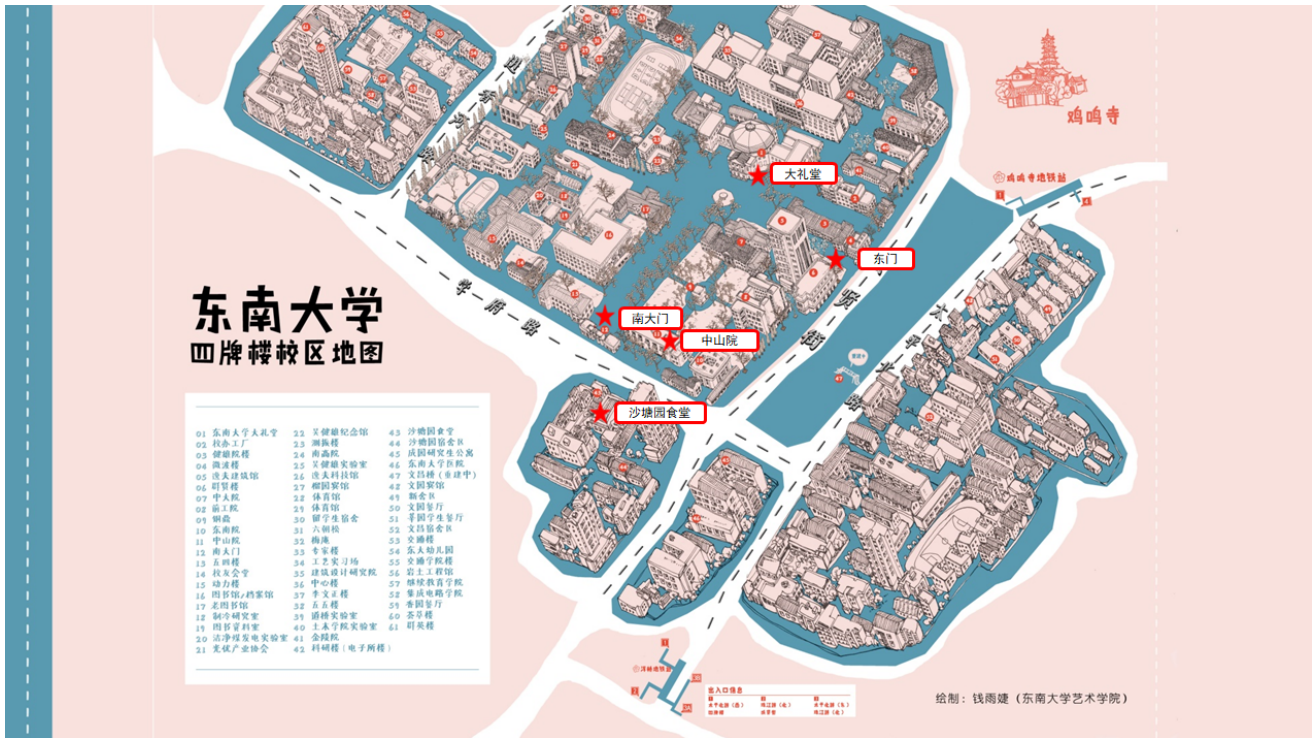 鸡鸣寺
大礼堂
鸡鸣寺地铁站
东门
南大门
中山院
学府路
太平北路
沙塘园食堂
东南大学
四牌楼校区地图
01 东南大学大礼堂
02 校办工厂
03 健雄院楼
04 微波楼
05 逸夫建筑馆
06 群贤楼
07 中大院
08 前工院
09 铜鼎
10 东南院
11 中山院
12 南大门
13 五四楼
14 校友会堂
15 动力楼
16 图书馆/档案馆
17 老图书馆
18 制冷研究室
19 图书资料室
20 洁净煤发电实验室
21 光伏产业协会
22 吴健雄纪念馆
23 测振楼
24 南高院
25 吴健雄实验室
26 逸夫科技馆
27 榴园宾馆
28 体育馆
29 体育馆
30 留学生宿舍
31 六朝松
32 梅庵
33 专家楼
34 工艺实习场
35 建筑设计研究院
36 中心楼
37 李文正楼
38 五五楼
39 道桥实验室
40 土木学院实验室
41 金陵院
42 科研楼（电子所楼）
43 沙塘园食堂
44 沙塘园宿舍区
45 成园研究生公寓
46 东南大学医院
47 文昌桥（重建中）
48 文园宾馆
49 新舍区
50 文园餐厅
51 莘园学生餐厅
52 文昌宿舍区
53 交通楼
54 东大幼儿园
55 交通学院楼
56 岩土工程馆
57 继续教育学院
58 集成电路学院
59 香园餐厅
60 荟萃楼
61 群英楼
出入口信息
绘制：钱雨婕（东南大学艺术学院）